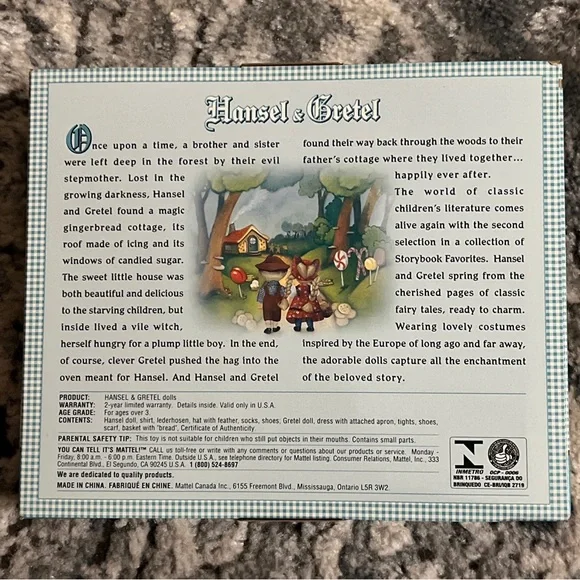 Hansel & Gretel
Once upon a time, a brother and sister
were left deep in the forest by their evil
stepmother. Lost in the
growing darkness, Hansel
and Gretel found a magic
gingerbread cottage, its
roof made of icing and its
windows of candied sugar.
The sweet little house was
both beautiful and delicious
to the starving children, but
inside lived a vile witch,
herself hungry for a plump little boy. In the end,
of course, clever Gretel pushed the hag into the
oven meant for Hansel. And Hansel and Gretel
found their way back through the woods to their
father's cottage where they lived together...
happily ever after.
The world of classic
children's literature comes
alive again with the second
selection in a collection of
Storybook Favorites. Hansel
and Gretel spring from the
cherished pages of classic
fairy tales, ready to charm.
Wearing lovely costumes
inspired by the Europe of long ago and far away,
the adorable dolls capture all the enchantment
of the beloved story.
PRODUCT: HANSEL & GRETEL dolls
WARRANTY: 2-year limited warranty. Details inside. Valid only in U.S.A.
AGE GRADE: For ages over 3.
CONTENTS: Hansel doll, shirt, lederhosen, hat with feather, socks, shoes; Gretel doll, dress with attached apron, tights, shoes,
scarf, basket with "bread", Certificate of Authenticity
PARENTAL SAFETY TIP: This toy is not suitable for children who still put objects in their mouths. Contains small parts.
YOU CAN TELL IT'S MATTEL!™ CALL us toll-free or write with any comments or questions about our products or service. Monday -
Friday, 8:00 a.m. - 6:00 p.m. Eastern Time. Outside U.S.A. see telephone directory for Mattel listing. Consumer Relations, Mattel, Inc., 333
Continental Blvd., El Segundo, CA 90245 U.S.A. 1 (800) 524-8697
We are dedicated to quality products.
MADE IN CHINA. FABRIQUÉ EN CHINE. Mattel Canada Inc., 6155 Freemont Blvd., Mississauga, Ontario L5R 3W2.
INMETRO OCP - 0006
NBR 11786 - SEGURANÇA DO
BRINQUEDO CE-BRI/IQB 2719